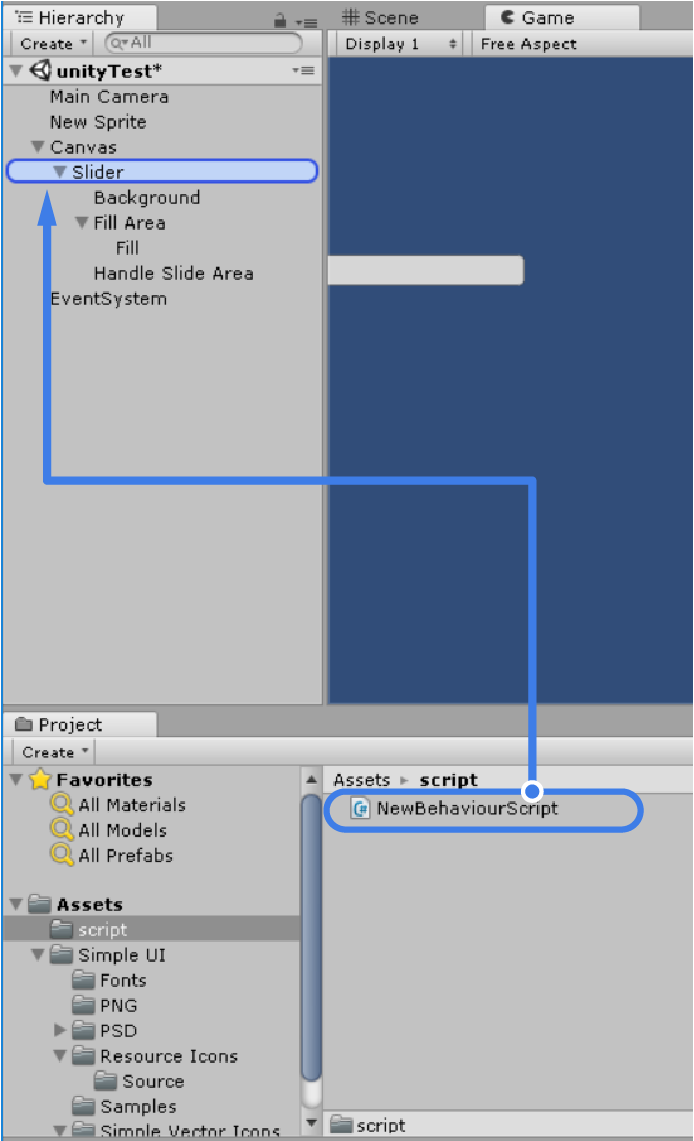 Hierarchy
Create
All
unityTest*
Main Camera
New Sprite
Canvas
Slider
Background
Fill Area
Fill
Handle Slide Area
EventSystem
Scene
Game
Display 1
Free Aspect
Project
Create
Favorites
All Materials
All Models
All Prefabs
Assets
script
Simple UI
Fonts
PNG
PSD
Resource Icons
Source
Samples
Simple Vector Icons
Assets ▸ script
NewBehaviourScript
script